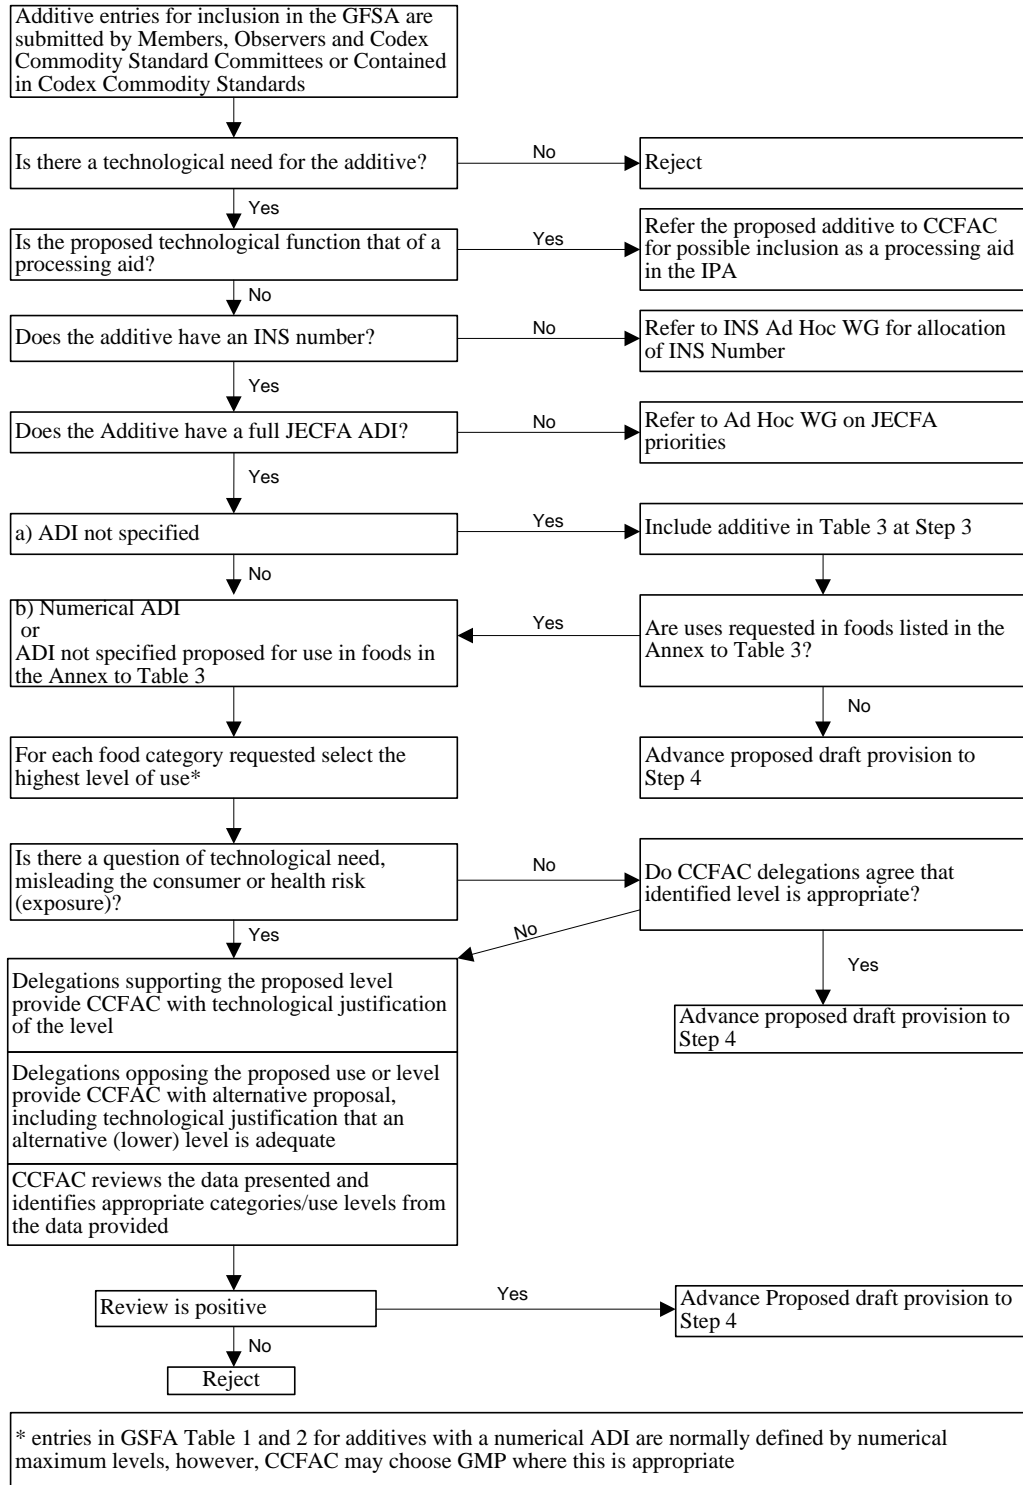 Additive entries for inclusion in the GFSA are
submitted by Members, Observers and Codex
Commodity Standard Committees or Contained
in Codex Commodity Standards
Is there a technological need for the additive?
No
Reject
Yes
Is the proposed technological function that of a
processing aid?
Yes
Refer the proposed additive to CCFAC
for possible inclusion as a processing aid
in the IPA
No
Does the additive have an INS number?
No
Refer to INS Ad Hoc WG for allocation
of INS Number
Yes
Does the Additive have a full JECFA ADI?
No
Refer to Ad Hoc WG on JECFA
priorities
Yes
a) ADI not specified
Yes
Include additive in Table 3 at Step 3
No
b) Numerical ADI
or
ADI not specified proposed for use in foods in
the Annex to Table 3
Yes
Are uses requested in foods listed in the
Annex to Table 3?
No
For each food category requested select the
highest level of use*
Advance proposed draft provision to
Step 4
Is there a question of technological need,
misleading the consumer or health risk
(exposure)?
No
Do CCFAC delegations agree that
identified level is appropriate?
No
Yes
Yes
Delegations supporting the proposed level
provide CCFAC with technological justification
of the level
Advance proposed draft provision to
Step 4
Delegations opposing the proposed use or level
provide CCFAC with alternative proposal,
including technological justification that an
alternative (lower) level is adequate
CCFAC reviews the data presented and
identifies appropriate categories/use levels from
the data provided
Review is positive
Yes
Advance Proposed draft provision to
Step 4
No
Reject
* entries in GSFA Table 1 and 2 for additives with a numerical ADI are normally defined by numerical
maximum levels, however, CCFAC may choose GMP where this is appropriate